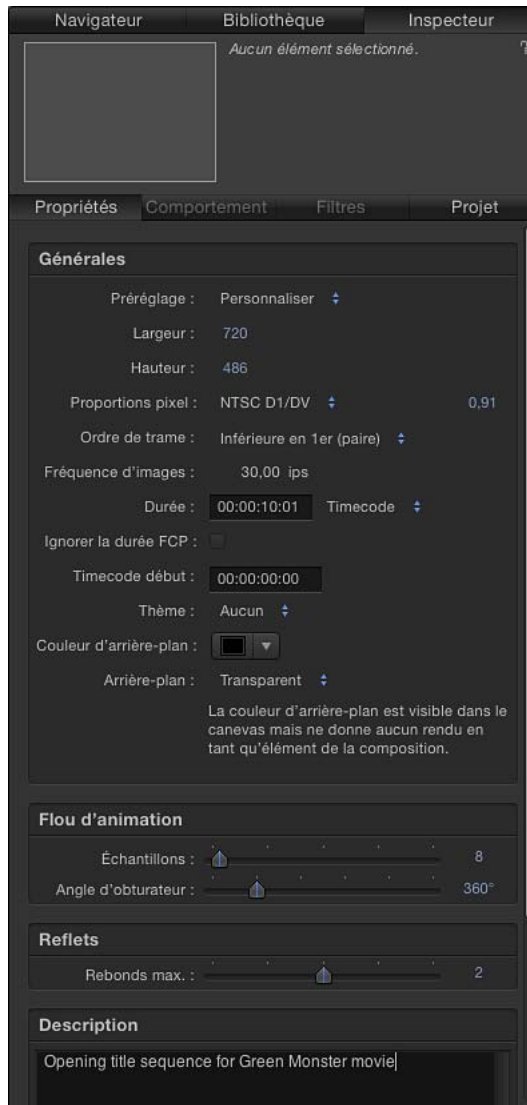 Navigateur Bibliothèque Inspecteur
Aucun élément sélectionné.
Propriétés Comportement Filtres Projet
Générales
Préréglage : Personnaliser
Largeur : 720
Hauteur : 486
Proportions pixel : NTSC D1/DV 0,91
Ordre de trame : Inférieure en 1er (paire)
Fréquence d'images : 30,00 ips
Durée : 00:00:10:01 Timecode
Ignorer la durée FCP :
Timecode début : 00:00:00:00
Thème : Aucun
Couleur d'arrière-plan :
Arrière-plan : Transparent
La couleur d'arrière-plan est visible dans le
canevas mais ne donne aucun rendu en
tant qu'élément de la composition.
Flou d'animation
Échantillons : 8
Angle d'obturateur : 360°
Reflets
Rebonds max. : 2
Description
Opening title sequence for Green Monster movie